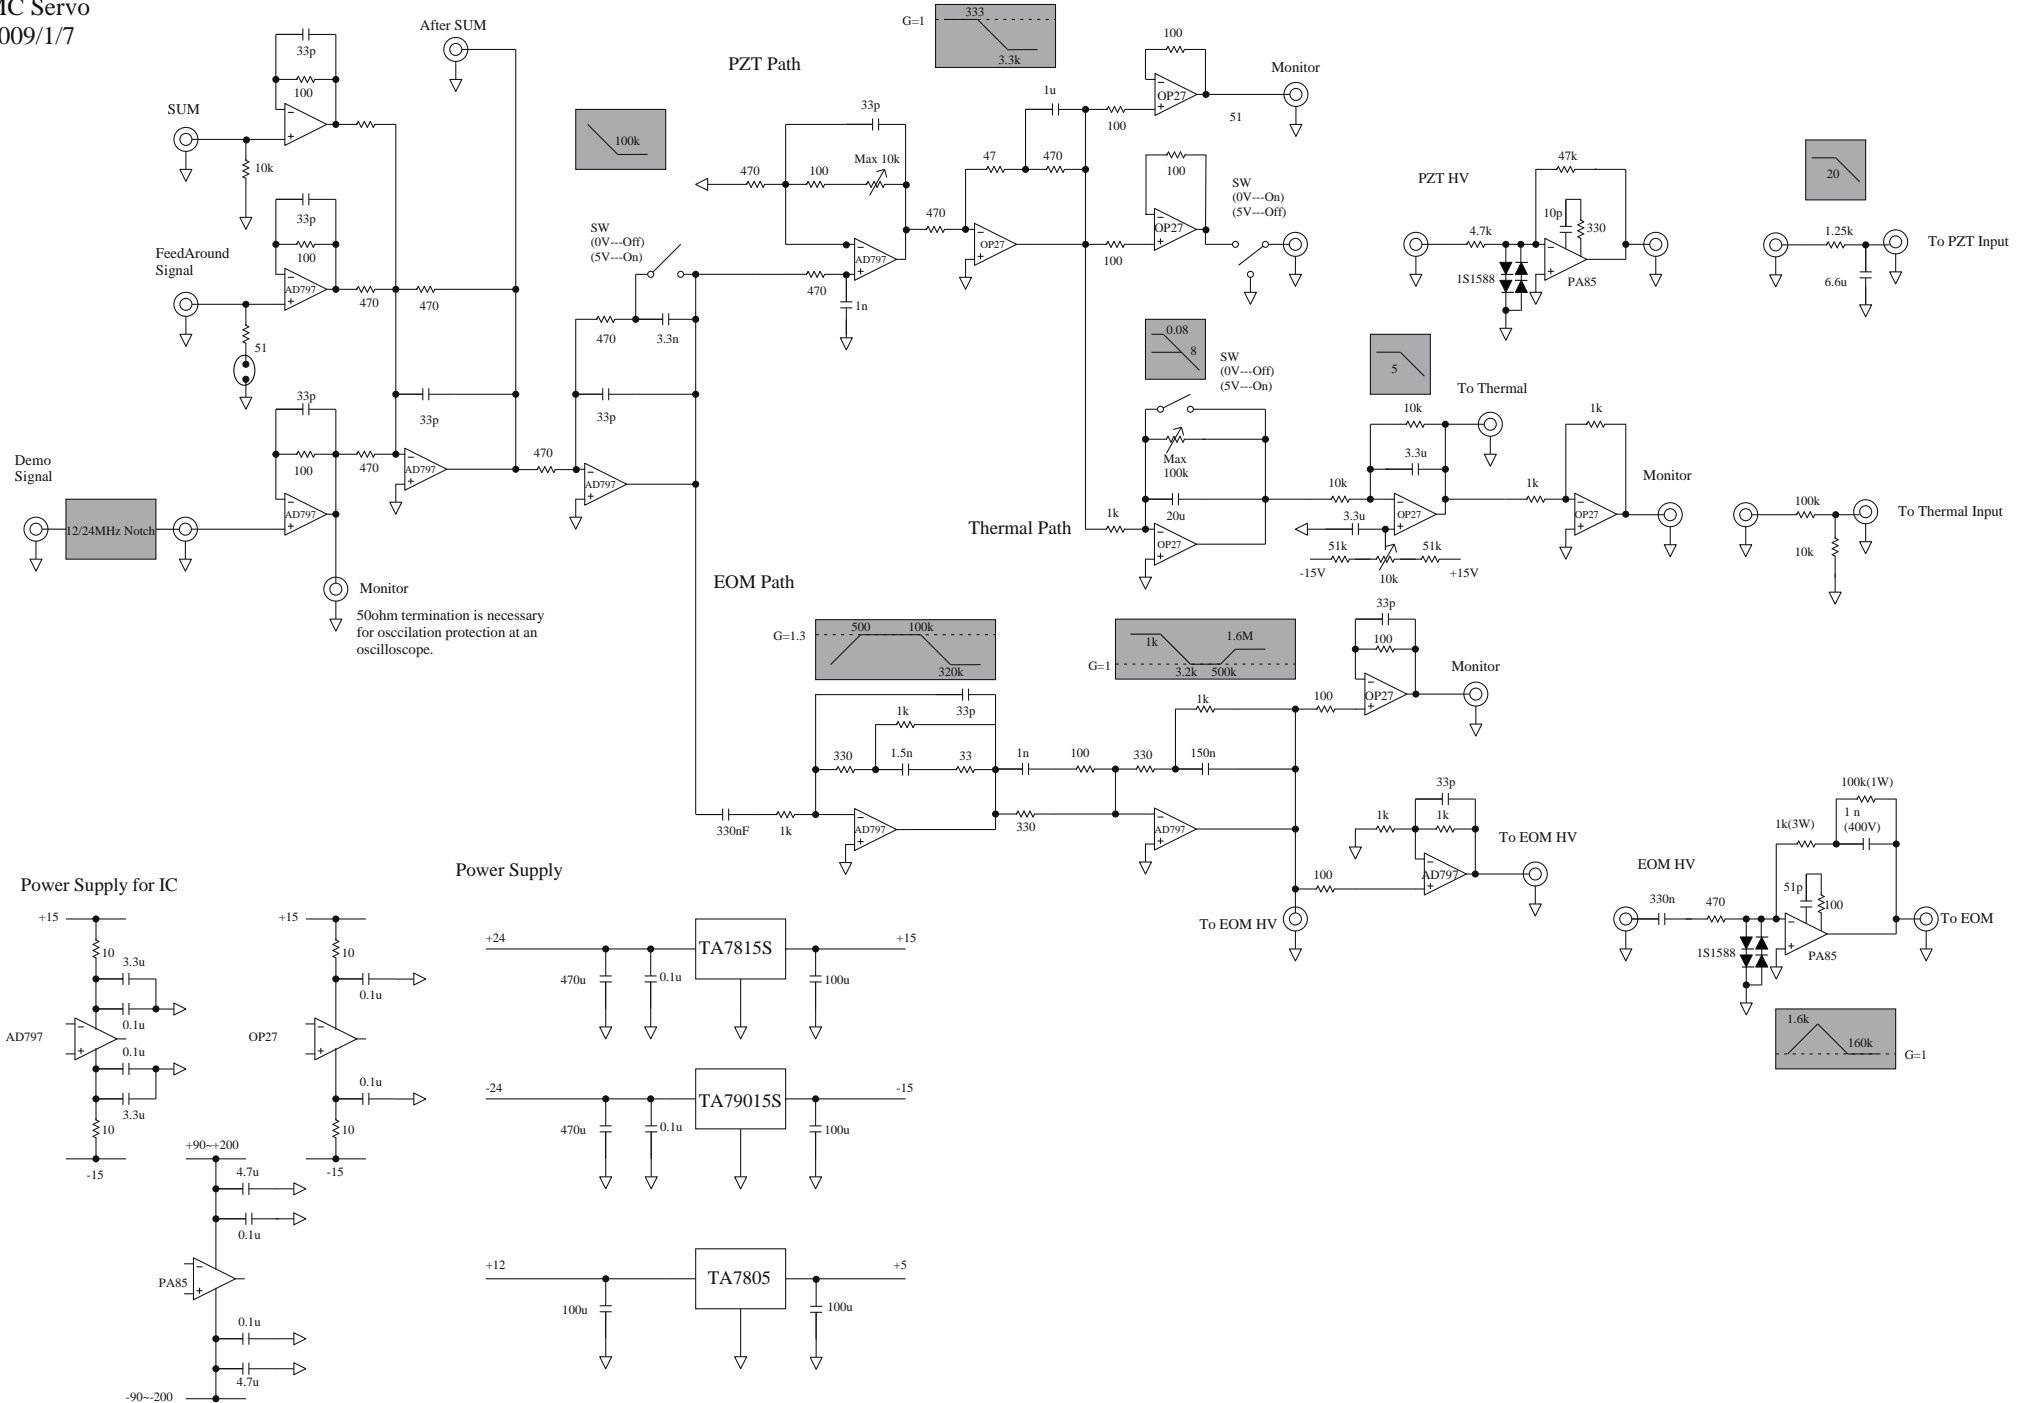 MC Servo
009/1/7
After SUM
SUM
33p
100
10k
FeedAround
Signal
33p
100
AD797
51
470
470
33p
33p
100
AD797
470
AD797
Demo
Signal
12/24MHz Notch
Monitor
50ohm termination is necessary
for osccilation protection at an
oscilloscope.
100k
SW
(0V---Off)
(5V---On)
470
3.3n
33p
470
AD797
PZT Path
33p
470
100
Max 10k
470
AD797
470
1n
G=1
333
3.3k
1u
47
470
OP27
100
OP27
100
Monitor
51
100
OP27
100
SW
(0V---On)
(5V---Off)
PZT HV
47k
10p
330
4.7k
1S1588
PA85
20
1.25k
6.6u
To PZT Input
Thermal Path
0.08
8
SW
(0V---Off)
(5V---On)
Max
100k
20u
1k
OP27
5
To Thermal
10k
3.3u
10k
OP27
3.3u
51k
51k
-15V
10k
+15V
1k
1k
OP27
Monitor
100k
10k
To Thermal Input
EOM Path
G=1.3
500
100k
320k
33p
1k
330
1.5n
33
330nF
1k
AD797
1n
100
330
G=1
1k
3.2k
500k
1.6M
1k
330
150n
AD797
33p
100
100
OP27
Monitor
33p
1k
1k
100
AD797
To EOM HV
To EOM HV
EOM HV
100k(1W)
1k(3W)
1 n
(400V)
51p
100
330n
470
1S1588
PA85
To EOM
1.6k
160k
G=1
Power Supply for IC
+15
10
3.3u
0.1u
AD797
0.1u
3.3u
10
-15
+15
10
0.1u
OP27
0.1u
10
-15
+90~+200
4.7u
0.1u
PA85
0.1u
4.7u
-90~-200
Power Supply
+24
TA7815S
+15
470u
0.1u
100u
-24
TA79015S
-15
470u
0.1u
100u
+12
TA7805
+5
100u
100u